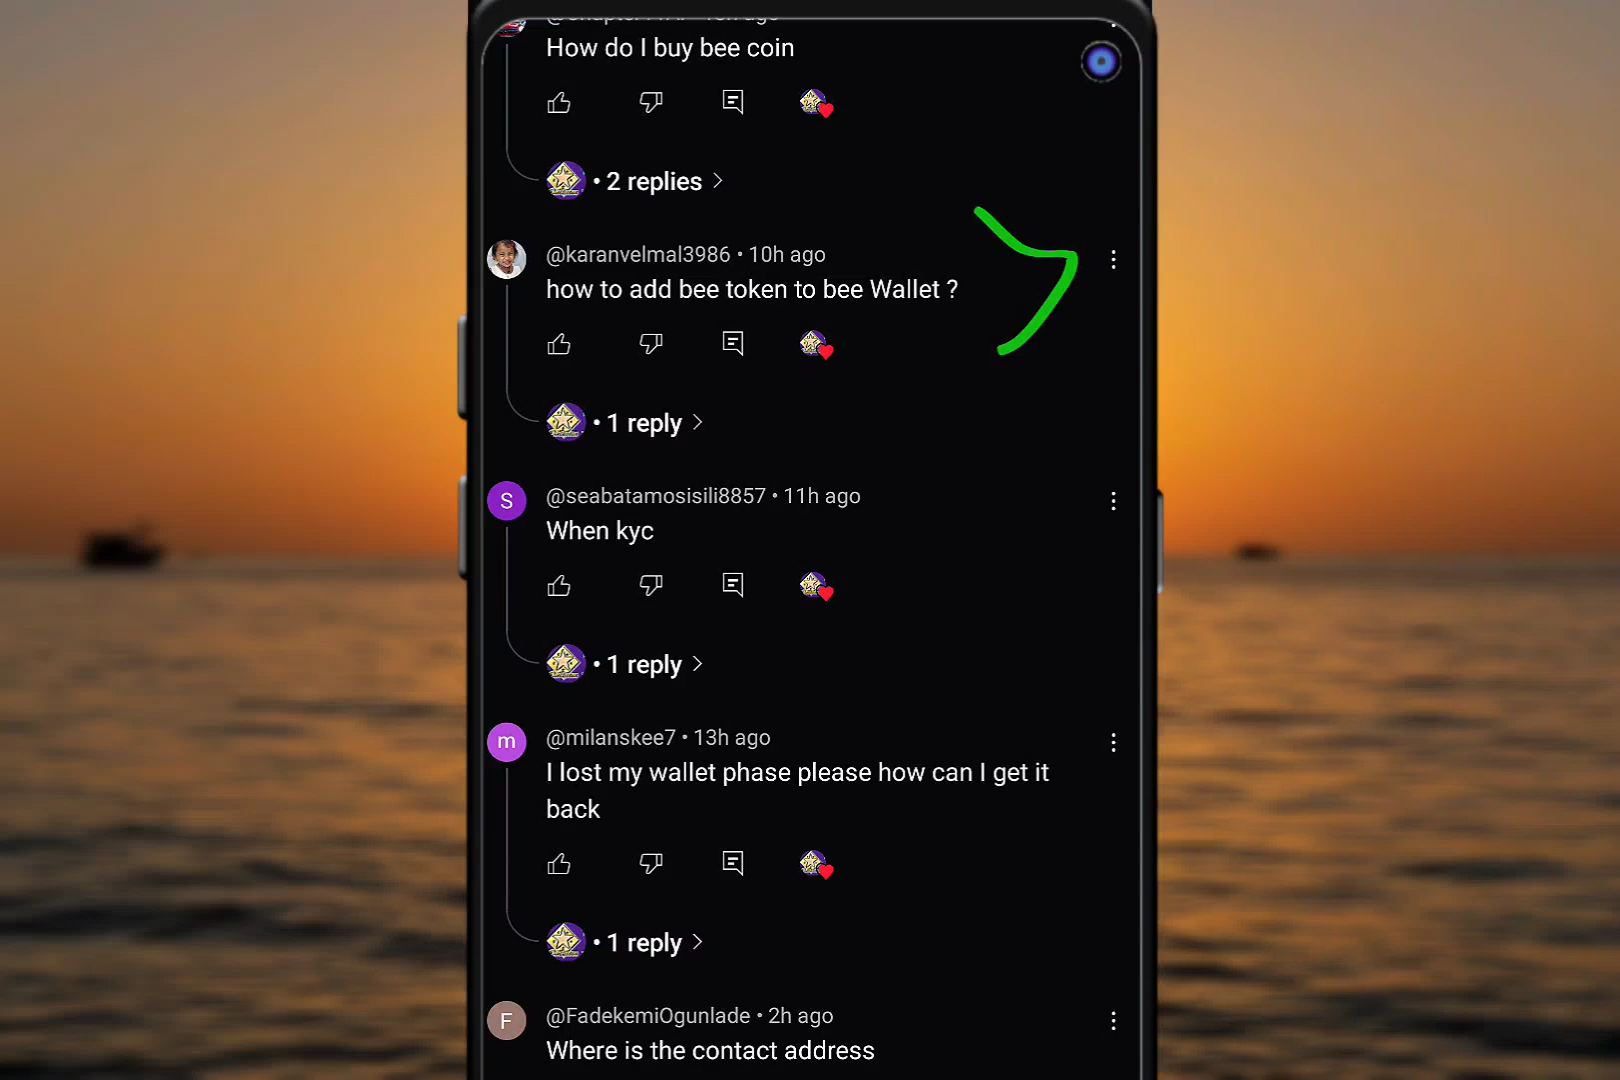 How do I buy bee coin
• 2 replies
@karanvelmal3986 • 10h ago
how to add bee token to bee Wallet ?
• 1 reply
S
@seabatamosisili8857 • 11h ago
When kyc
• 1 reply
m
@milanskee7 • 13h ago
I lost my wallet phase please how can I get it
back
• 1 reply
F
@FadekemiOgunlade • 2h ago
Where is the contact address